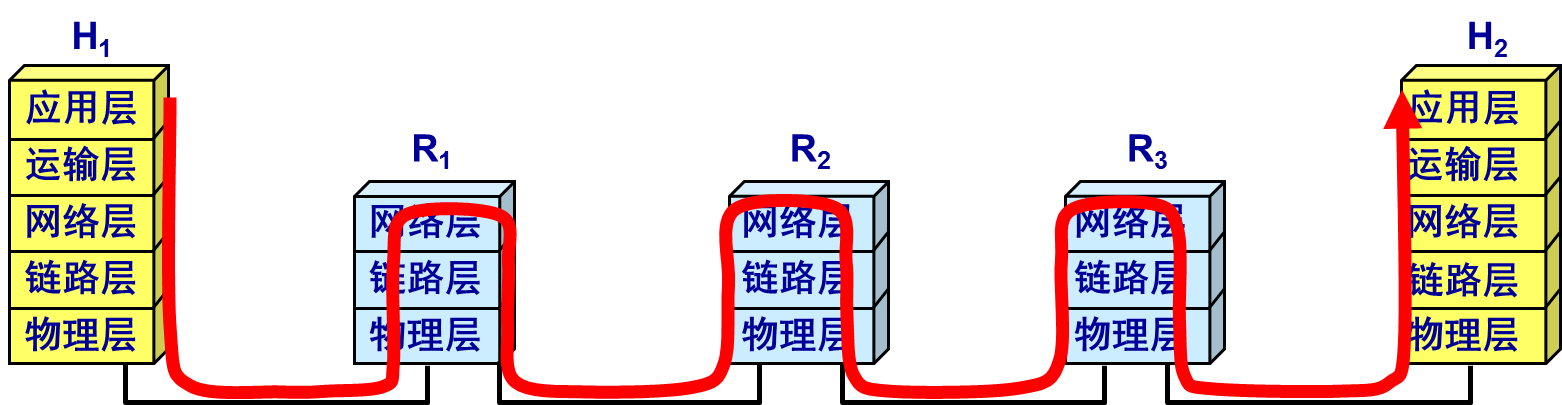 H₁
应用层
运输层
网络层
链路层
物理层
R₁
网络层
链路层
物理层
R₂
网络层
链路层
物理层
R₃
网络层
链路层
物理层
H₂
应用层
运输层
网络层
链路层
物理层